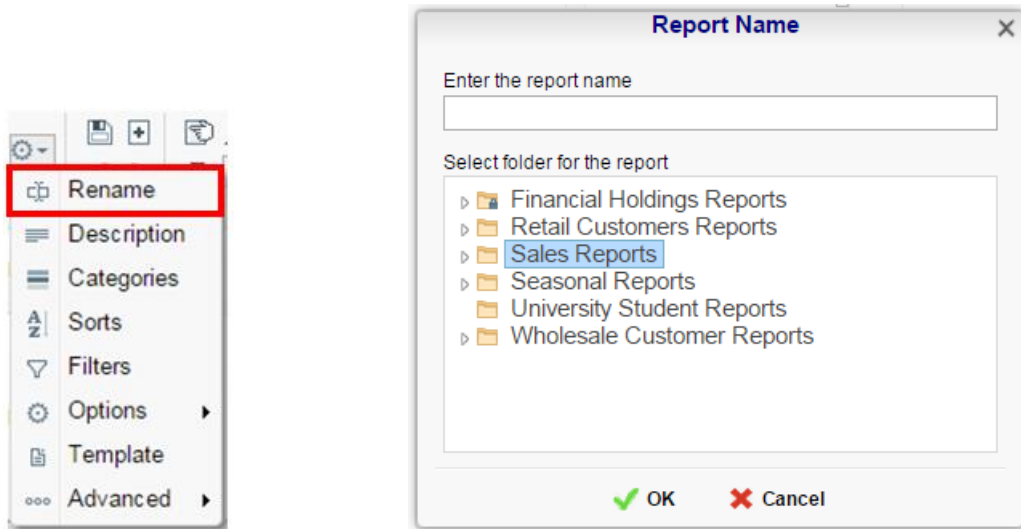 Rename
Description
Categories
A
Z
Sorts
Filters
Options
Template
Advanced
Report Name
Enter the report name
Select folder for the report
Financial Holdings Reports
Retail Customers Reports
Sales Reports
Seasonal Reports
University Student Reports
Wholesale Customer Reports
OK
Cancel